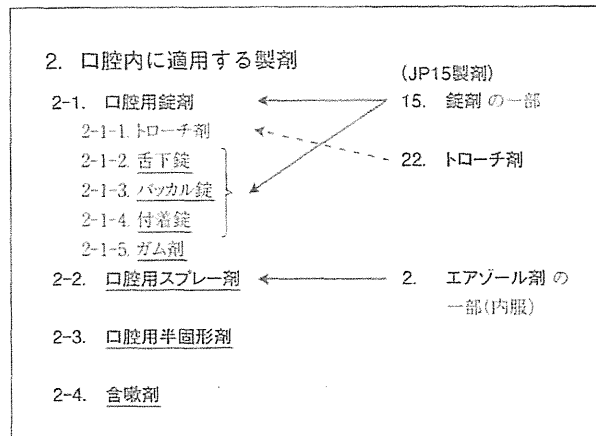 2. 口腔内に適用する製剤
(JP15製剤)
2-1. 口腔用錠剤
15. 錠剤 の一部
2-1-1. トローチ剤
22. トローチ剤
2-1-2. 舌下錠
2-1-3. バッカル錠
2-1-4. 付着錠
2-1-5. ガム剤
2-2. 口腔用スプレー剤
2. エアゾール剤 の
一部(内服)
2-3. 口腔用半固形剤
2-4. 含嗽剤